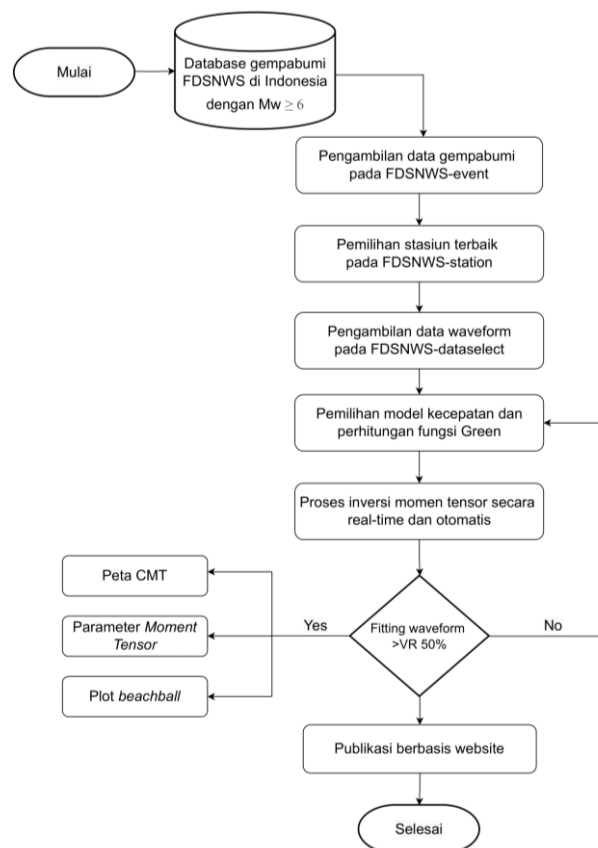 Mulai
Database gempabumi
FDSNWS di Indonesia
dengan Mw ≥ 6
Pengambilan data gempabumi
pada FDSNWS-event
Pemilihan stasiun terbaik
pada FDSNWS-station
Pengambilan data waveform
pada FDSNWS-dataselect
Pemilihan model kecepatan dan
perhitungan fungsi Green
Proses inversi momen tensor secara
real-time dan otomatis
Peta CMT
Parameter Moment
Tensor
Plot beachball
Yes
Fitting waveform
>VR 50%
No
Publikasi berbasis website
Selesai